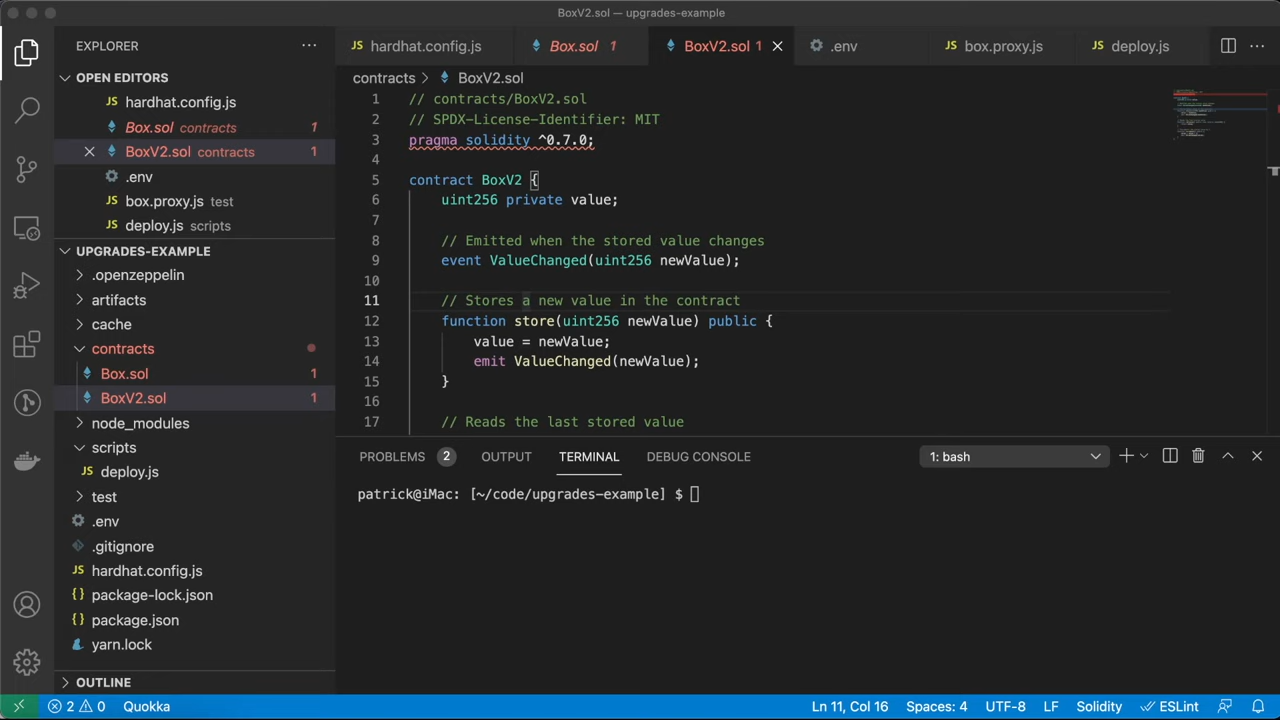 BoxV2.sol — upgrades-example
EXPLORER
OPEN EDITORS
JS hardhat.config.js
Box.sol contracts 1
BoxV2.sol contracts 1
.env
JS box.proxy.js test
JS deploy.js scripts
UPGRADES-EXAMPLE
.openzeppelin
artifacts
cache
contracts
Box.sol 1
BoxV2.sol 1
node_modules
scripts
JS deploy.js
test
.env
.gitignore
JS hardhat.config.js
{} package-lock.json
{} package.json
yarn.lock
OUTLINE
JS hardhat.config.js Box.sol 1 BoxV2.sol 1 .env JS box.proxy.js JS deploy.js
contracts > BoxV2.sol
1 // contracts/BoxV2.sol
2 // SPDX-License-Identifier: MIT
3 pragma solidity ^0.7.0;
4
5 contract BoxV2 {
6 uint256 private value;
7
8 // Emitted when the stored value changes
9 event ValueChanged(uint256 newValue);
10
11 // Stores a new value in the contract
12 function store(uint256 newValue) public {
13 value = newValue;
14 emit ValueChanged(newValue);
15 }
16
17 // Reads the last stored value
PROBLEMS 2 OUTPUT TERMINAL DEBUG CONSOLE 1: bash
patrick@iMac: [~/code/upgrades-example] $
2 0 Quokka Ln 11, Col 16 Spaces: 4 UTF-8 LF Solidity ESLint